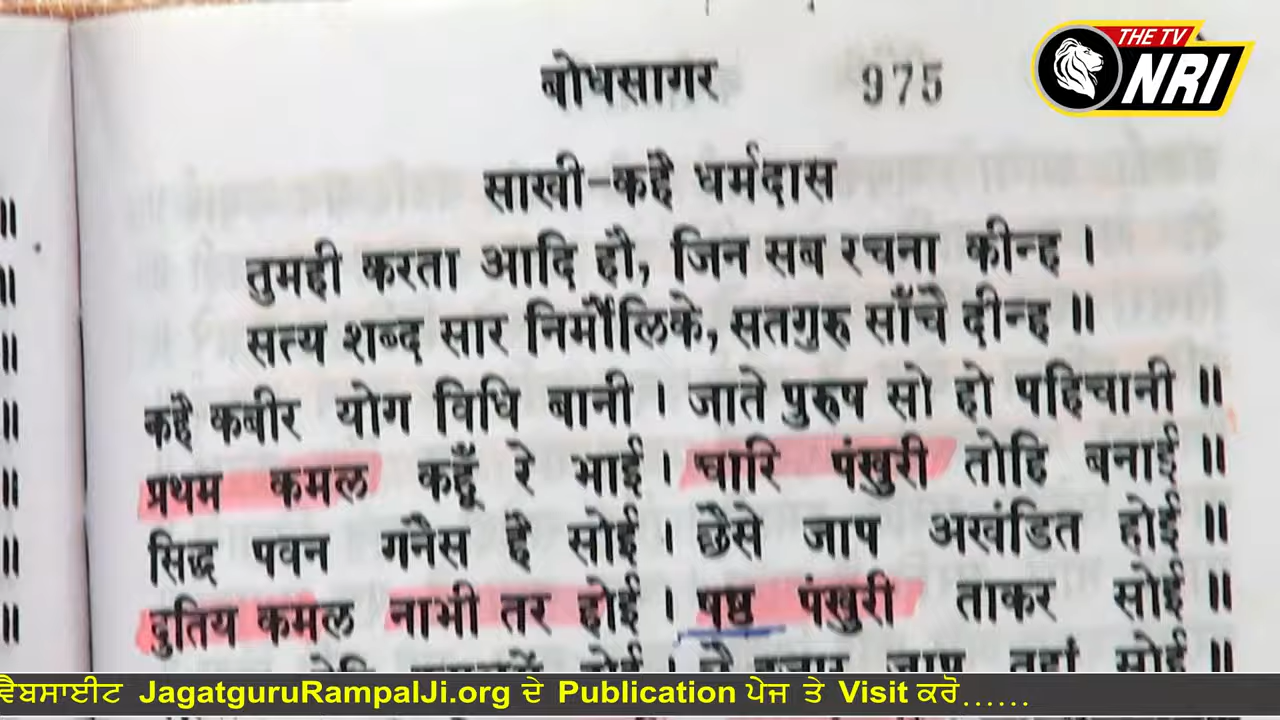 THE TV
NRI
बोधसागर 975
साखी-कहै धर्मदास
तुमही करता आदि हौ, जिन सब रचना कीन्ह ।
सत्य शब्द सार निर्मौलिके, सतगुरु साँचै दीन्ह ॥
कहै कबीर योग विधि बानी । जाते पुरुष सो हो पहिचानी ॥
प्रथम कमल कहूँ रे भाई । चारि पंखुरी तोहि बनाई ॥
सिद्ध पवन गनैस है सोई । छैसे जाप अखंडित होई ॥
दुतिय कमल नाभी तर होई । षष्ठ पंखुरी ताकर सोई ॥
जाप तहां सोई ॥
ਵੈਬਸਾਈਟ JagatguruRampalJi.org ਦੇ Publication ਪੇਜ ਤੇ Visit ਕਰੋ......